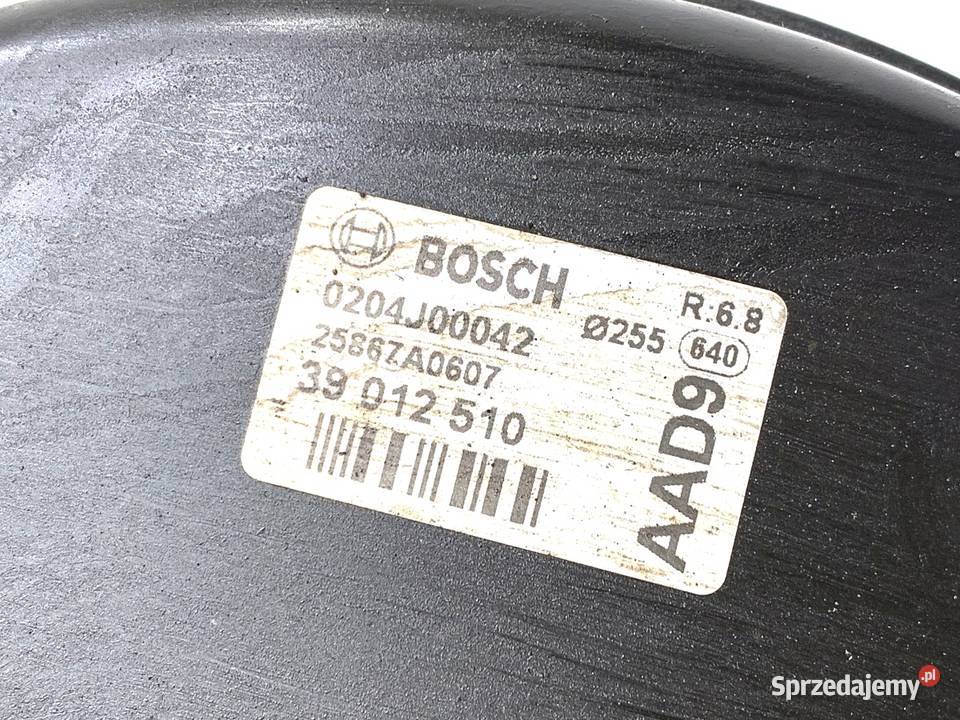 BOSCH
R:6.8
0204J00042
Ø255
640
25867A0607
39 012 510
AAD9
Sprzedajemy.pl